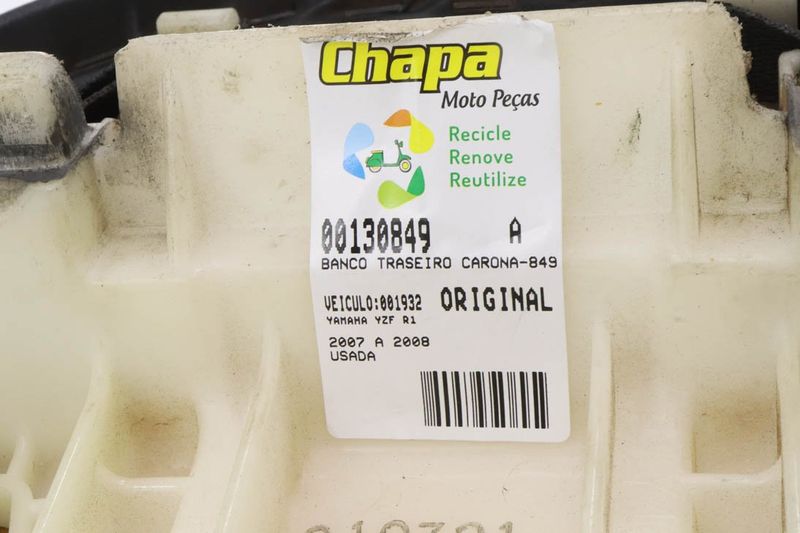 Chapa
Moto Peças
Recicle
Renove
Reutilize
00130849 A
BANCO TRASEIRO CARONA-849
VEICULO:001932 ORIGINAL
YAMAHA YZF R1
2007 A 2008
USADA